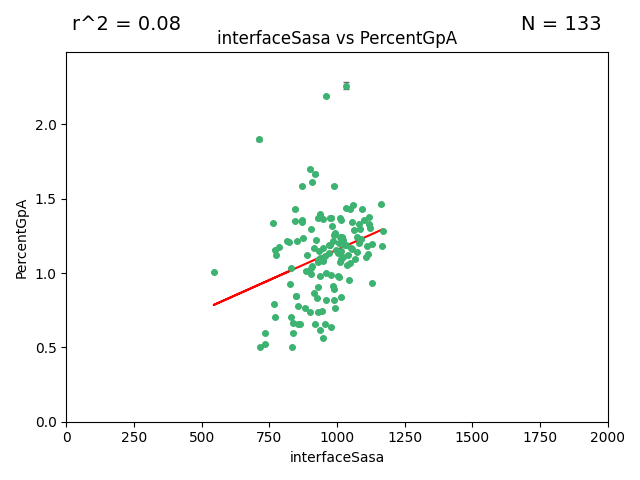 r^2 = 0.08
N = 133
interfaceSasa vs PercentGpA
PercentGpA
2.0
1.5
1.0
0.5
0.0
0 250 500 750 1000 1250 1500 1750 2000
interfaceSasa